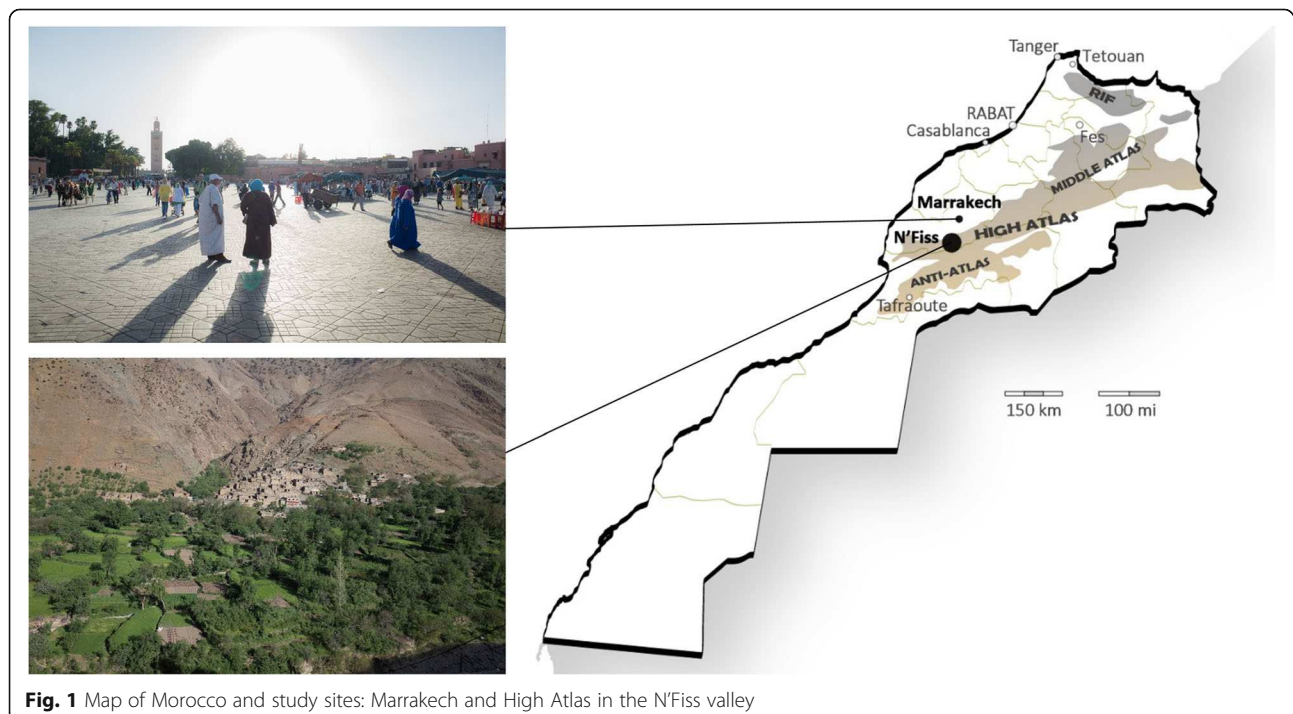 Tanger
Tetouan
RIF
RABAT
Casablanca
Fes
MIDDLE ATLAS
Marrakech
HIGH ATLAS
N'Fiss
ANTI-ATLAS
Tafraoute
150 km 100 mi
Fig. 1 Map of Morocco and study sites: Marrakech and High Atlas in the N'Fiss valley